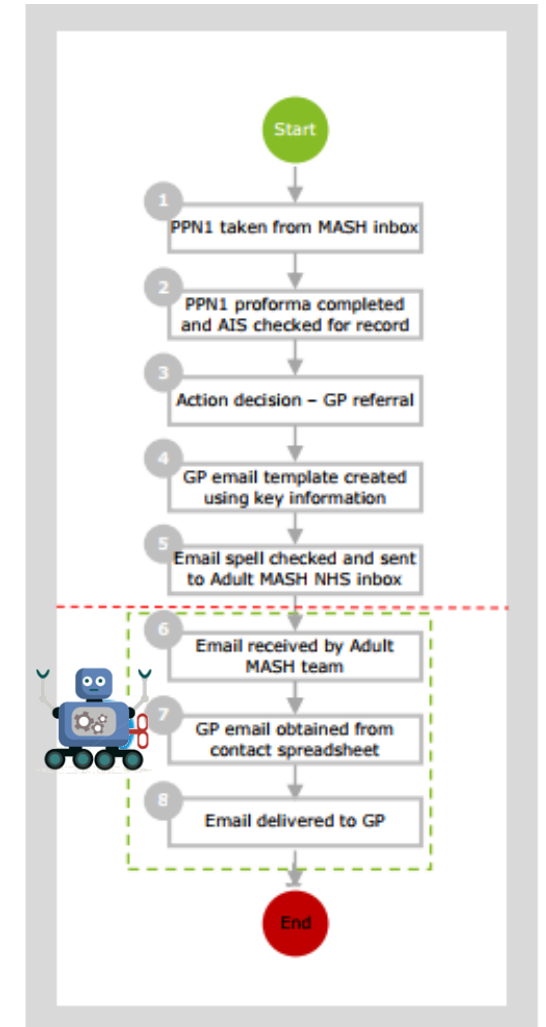 Start
1
PPN1 taken from MASH inbox
2
PPN1 proforma completed
and AIS checked for record
3
Action decision – GP referral
4
GP email template created
using key information
5
Email spell checked and sent
to Adult MASH NHS inbox
6
Email received by Adult
MASH team
7
GP email obtained from
contact spreadsheet
8
Email delivered to GP
End